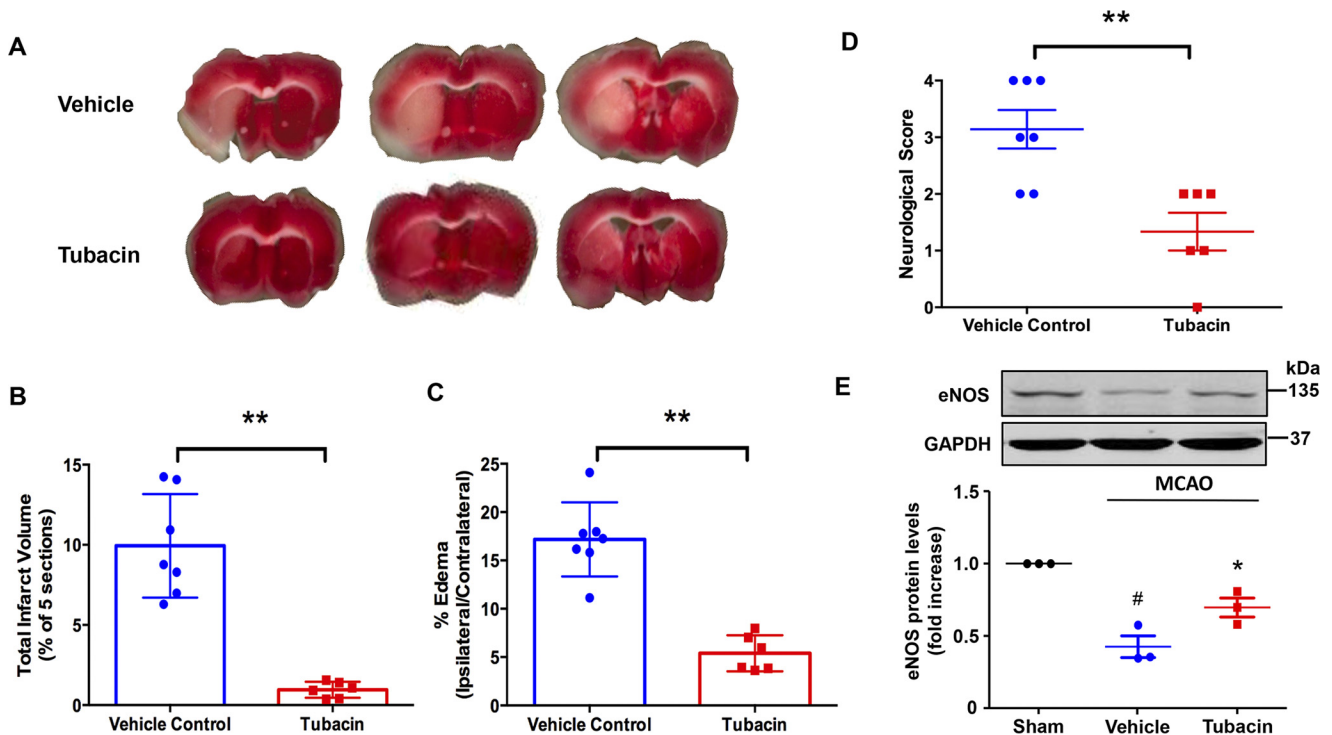 A
Vehicle
Tubacin
B
**
Total Infarct Volume
(% of 5 sections)
15
10
5
0
Vehicle Control
Tubacin
C
**
% Edema
(Ipsilateral/Contralateral)
25
20
15
10
5
0
Vehicle Control
Tubacin
D
**
Neurological Score
4
3
2
1
0
Vehicle Control
Tubacin
E
kDa
eNOS
135
GAPDH
37
MCAO
eNOS protein levels
(fold increase)
1.5
1.0
0.5
0.0
#
*
Sham
Vehicle
Tubacin